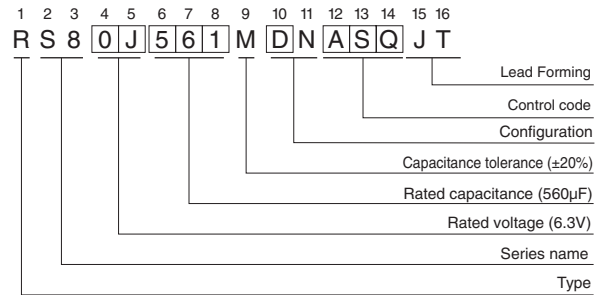 1 2 3 4 5 6 7 8 9 10 11 12 13 14 15 16
R S 8 0 J 5 6 1 M D N A S Q J T
Lead Forming
Control code
Configuration
Capacitance tolerance (±20%)
Rated capacitance (560µF)
Rated voltage (6.3V)
Series name
Type